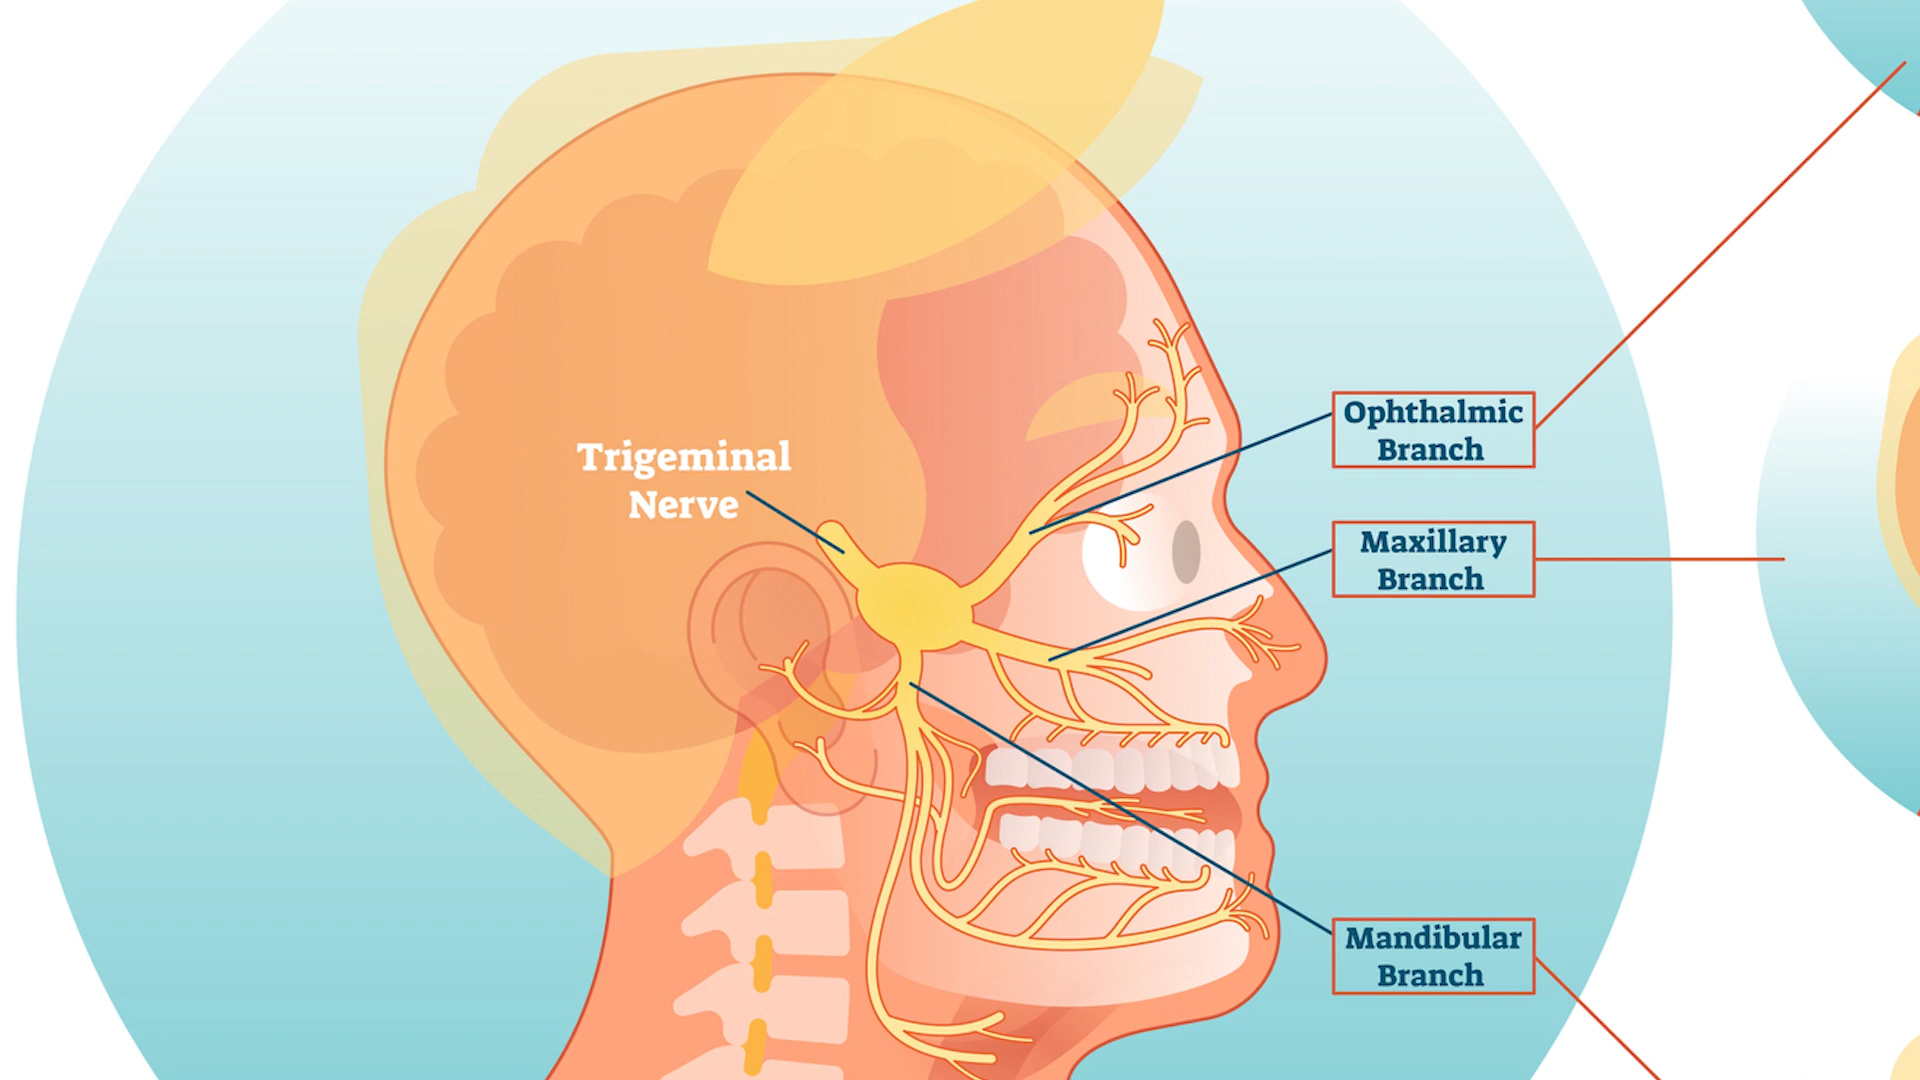 Trigeminal
Nerve
Ophthalmic
Branch
Maxillary
Branch
Mandibular
Branch